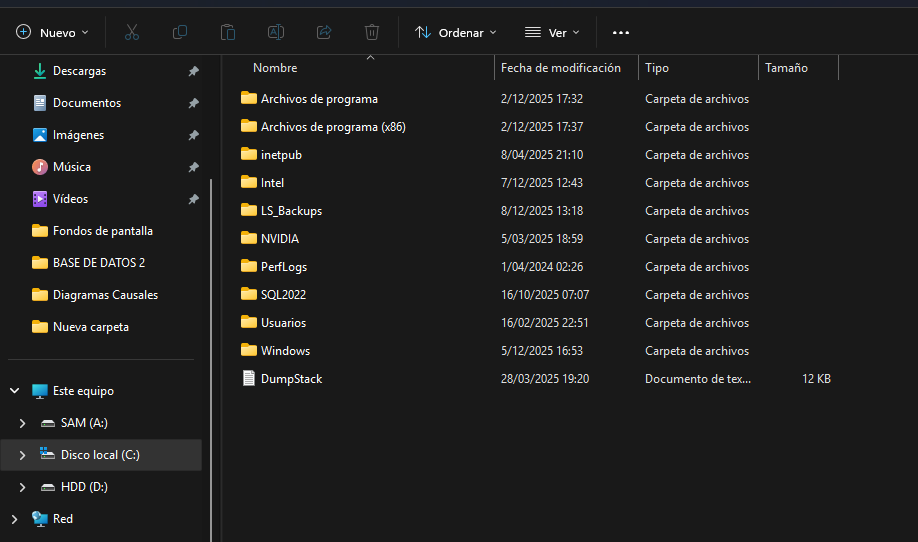 Nuevo Ordenar Ver
Descargas
Documentos
Imágenes
Música
Vídeos
Fondos de pantalla
BASE DE DATOS 2
Diagramas Causales
Nueva carpeta
Este equipo
SAM (A:)
Disco local (C:)
HDD (D:)
Red
Nombre Fecha de modificación Tipo Tamaño
Archivos de programa 2/12/2025 17:32 Carpeta de archivos
Archivos de programa (x86) 2/12/2025 17:37 Carpeta de archivos
inetpub 8/04/2025 21:10 Carpeta de archivos
Intel 7/12/2025 12:43 Carpeta de archivos
LS_Backups 8/12/2025 13:18 Carpeta de archivos
NVIDIA 5/03/2025 18:59 Carpeta de archivos
PerfLogs 1/04/2024 02:26 Carpeta de archivos
SQL2022 16/10/2025 07:07 Carpeta de archivos
Usuarios 16/02/2025 22:51 Carpeta de archivos
Windows 5/12/2025 16:53 Carpeta de archivos
DumpStack 28/03/2025 19:20 Documento de tex... 12 KB